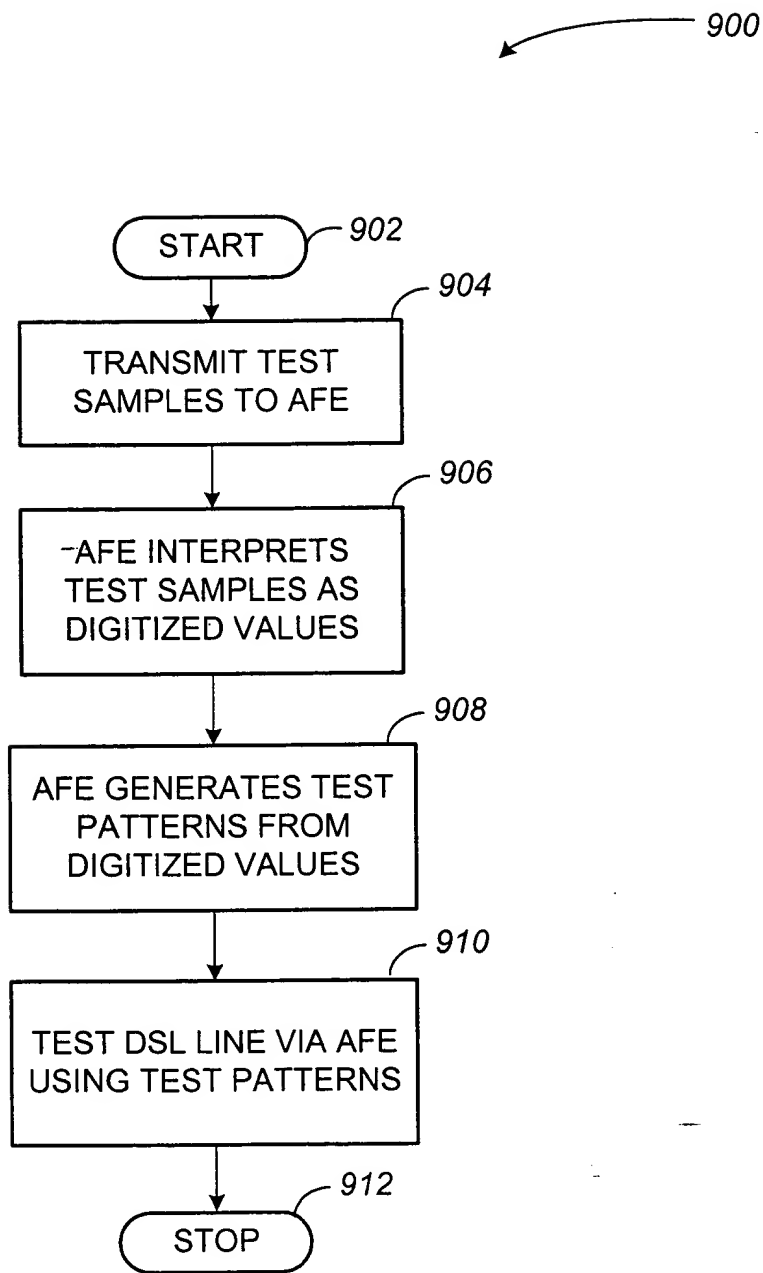 900
START
902
904
TRANSMIT TEST
SAMPLES TO AFE
906
AFE INTERPRETS
TEST SAMPLES AS
DIGITIZED VALUES
908
AFE GENERATES TEST
PATTERNS FROM
DIGITIZED VALUES
910
TEST DSL LINE VIA AFE
USING TEST PATTERNS
912
STOP